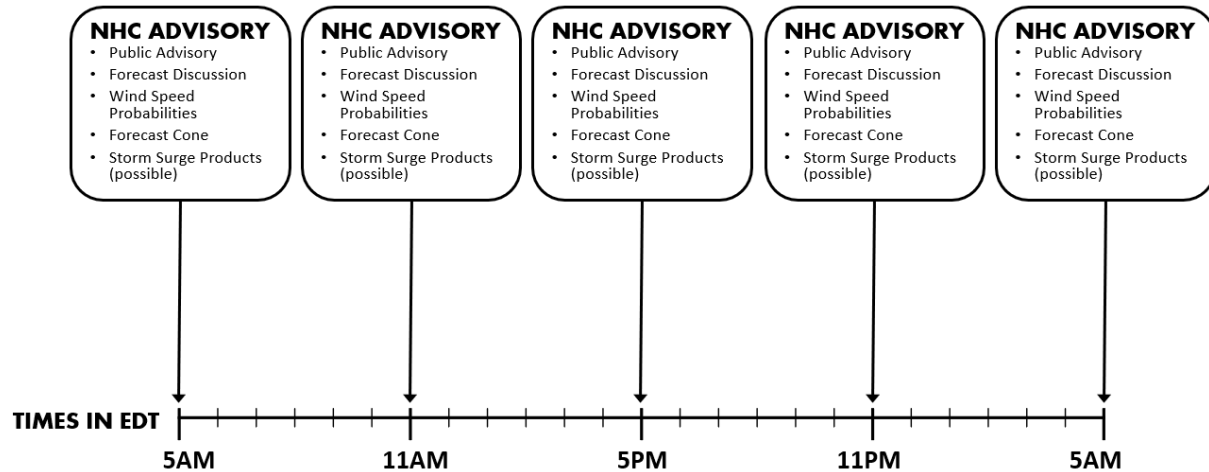 NHC ADVISORY
• Public Advisory
• Forecast Discussion
• Wind Speed
Probabilities
• Forecast Cone
• Storm Surge Products
(possible)
NHC ADVISORY
• Public Advisory
• Forecast Discussion
• Wind Speed
Probabilities
• Forecast Cone
• Storm Surge Products
(possible)
NHC ADVISORY
• Public Advisory
• Forecast Discussion
• Wind Speed
Probabilities
• Forecast Cone
• Storm Surge Products
(possible)
NHC ADVISORY
• Public Advisory
• Forecast Discussion
• Wind Speed
Probabilities
• Forecast Cone
• Storm Surge Products
(possible)
NHC ADVISORY
• Public Advisory
• Forecast Discussion
• Wind Speed
Probabilities
• Forecast Cone
• Storm Surge Products
(possible)
TIMES IN EDT
5AM
11AM
5PM
11PM
5AM